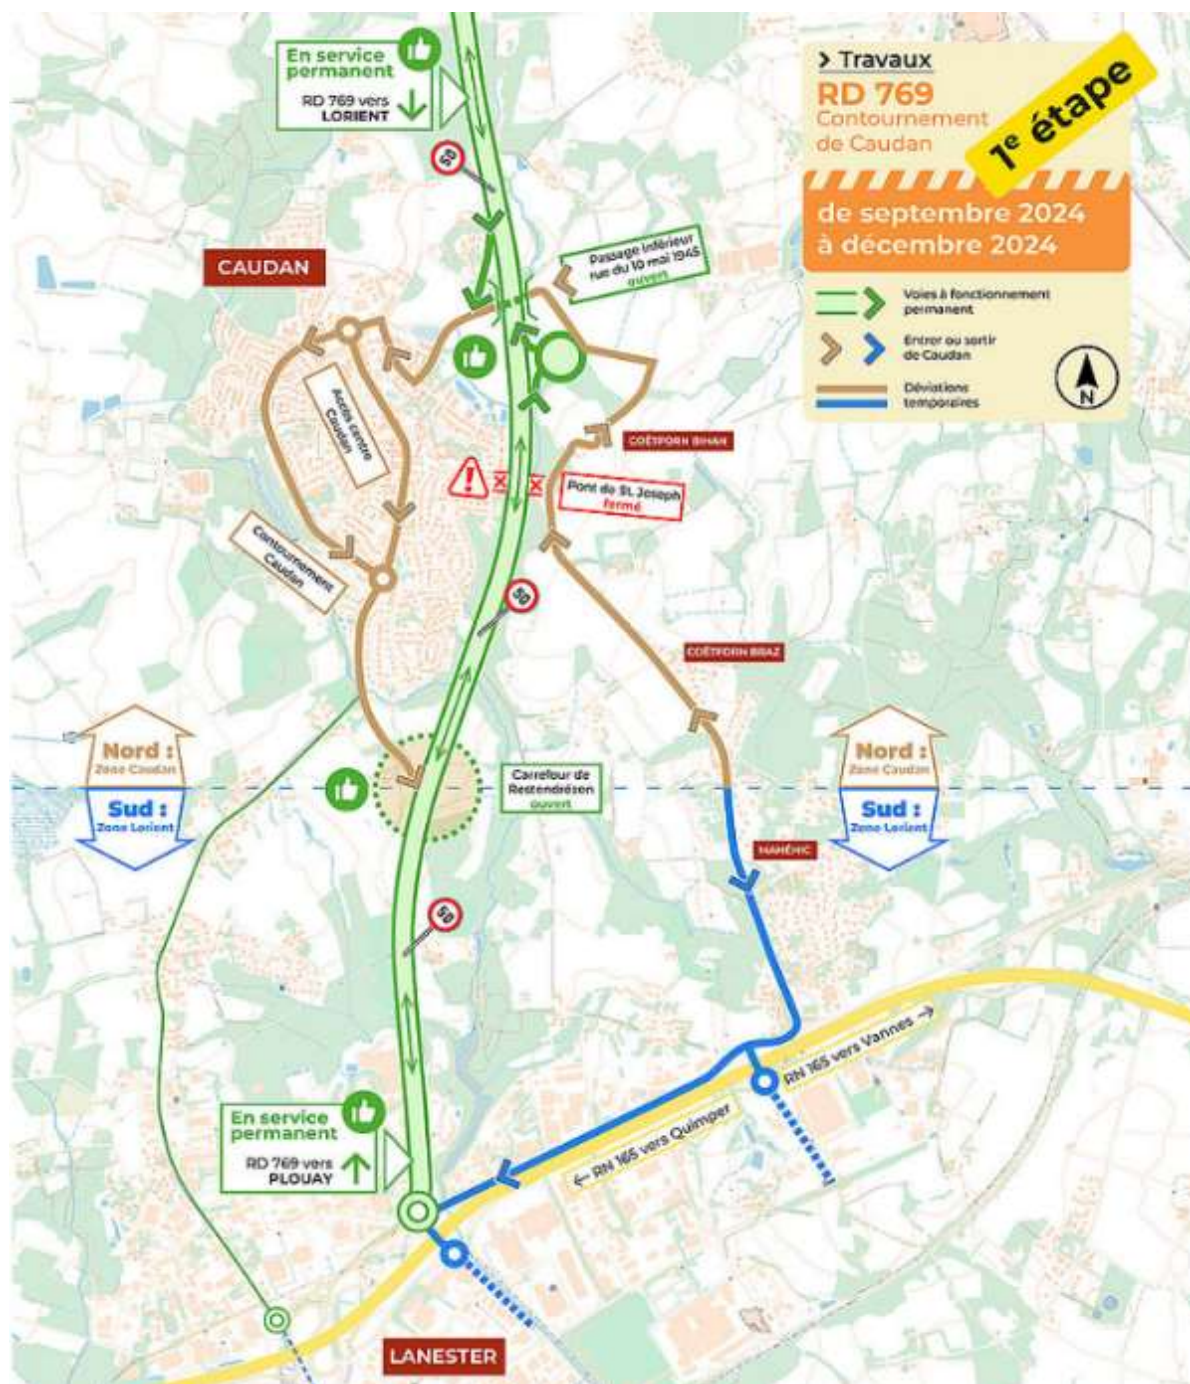 En service
permanent
RD 769 vers
LORIENT
> Travaux
RD 769
Contournement
de Caudan
1e étape
de septembre 2024
à décembre 2024
Voies à fonctionnement
permanent
Entrer ou sortir
de Caudan
Déviations
temporaires
N
50
CAUDAN
Passage inférieur
rue du 10 mai 1945
ouvert
Accès centre
Caudan
COËTFORN BIHAN
Pont de St. Joseph
fermé
Contournement
Caudan
50
COËTFORN BRAZ
Nord :
Zone Caudan
Sud :
Zone Lorient
Carrefour de
Restendrézen
ouvert
Nord :
Zone Caudan
Sud :
Zone Lorient
MANÉHIC
50
RN 165 vers Vannes →
← RN 165 vers Quimper
En service
permanent
RD 769 vers
PLOUAY
LANESTER